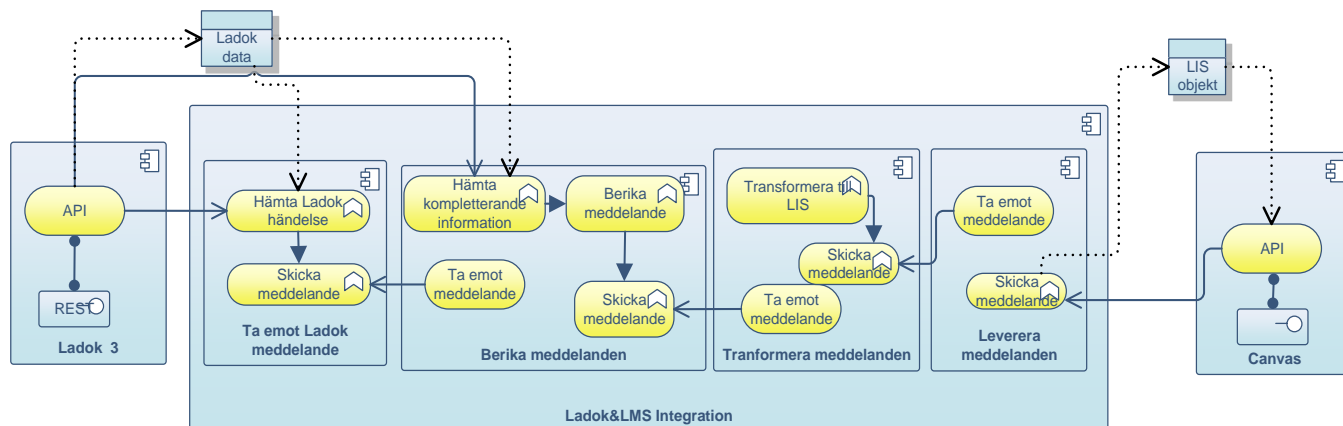 Ladok
data
LIS
objekt
API
REST
Ladok 3
Hämta Ladok
händelse
Skicka
meddelande
Ta emot Ladok
meddelande
Hämta
kompletterande
information
Berika
meddelande
Ta emot
meddelande
Skicka
meddelande
Berika meddelanden
Transformera till
LIS
Skicka
meddelande
Ta emot
meddelande
Tranformera meddelanden
Ta emot
meddelande
Skicka
meddelande
Leverera
meddelanden
API
Canvas
Ladok&LMS Integration